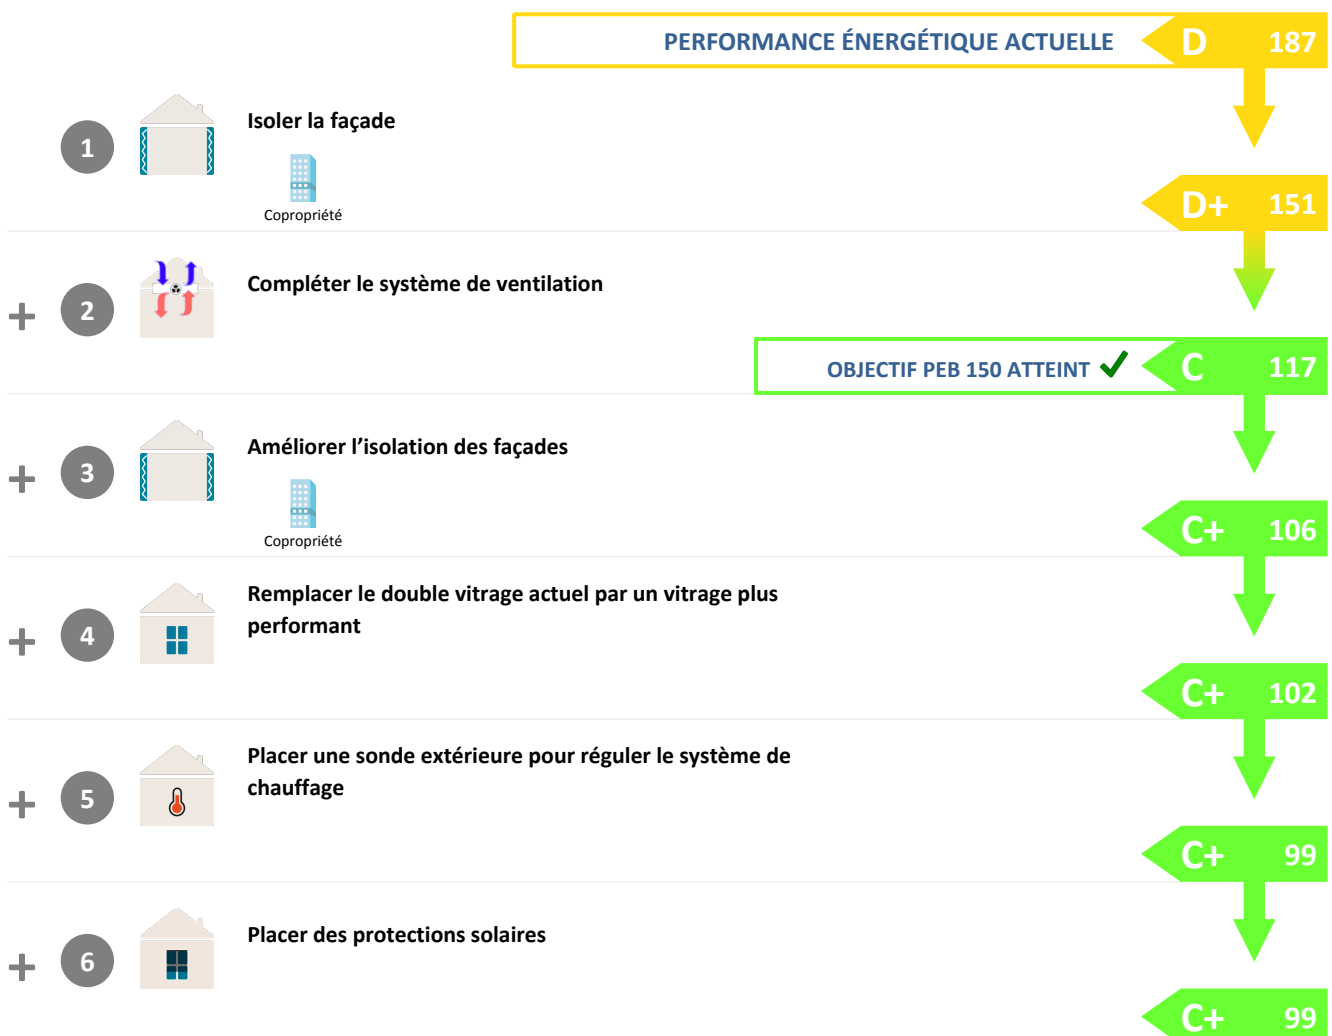 PERFORMANCE ÉNERGÉTIQUE ACTUELLE D 187
1 Isoler la façade
Copropriété
D+ 151
+ 2 Compléter le système de ventilation
OBJECTIF PEB 150 ATTEINT ✓ C 117
+ 3 Améliorer l’isolation des façades
Copropriété
C+ 106
+ 4 Remplacer le double vitrage actuel par un vitrage plus
performant
C+ 102
+ 5 Placer une sonde extérieure pour réguler le système de
chauffage
C+ 99
+ 6 Placer des protections solaires
C+ 99